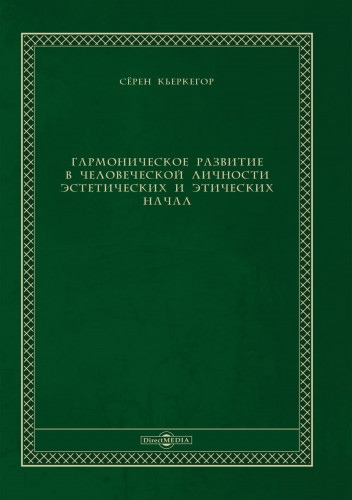 СЁРЕН КЬЕРКЕГОР
ГАРМОНИЧЕСКОЕ РАЗВИТИЕ
В ЧЕЛОВЕЧЕСКОЙ ЛИЧНОСТИ
ЭСТЕТИЧЕСКИХ И ЭТИЧЕСКИХ
НАЧАЛ
DirectMEDIA